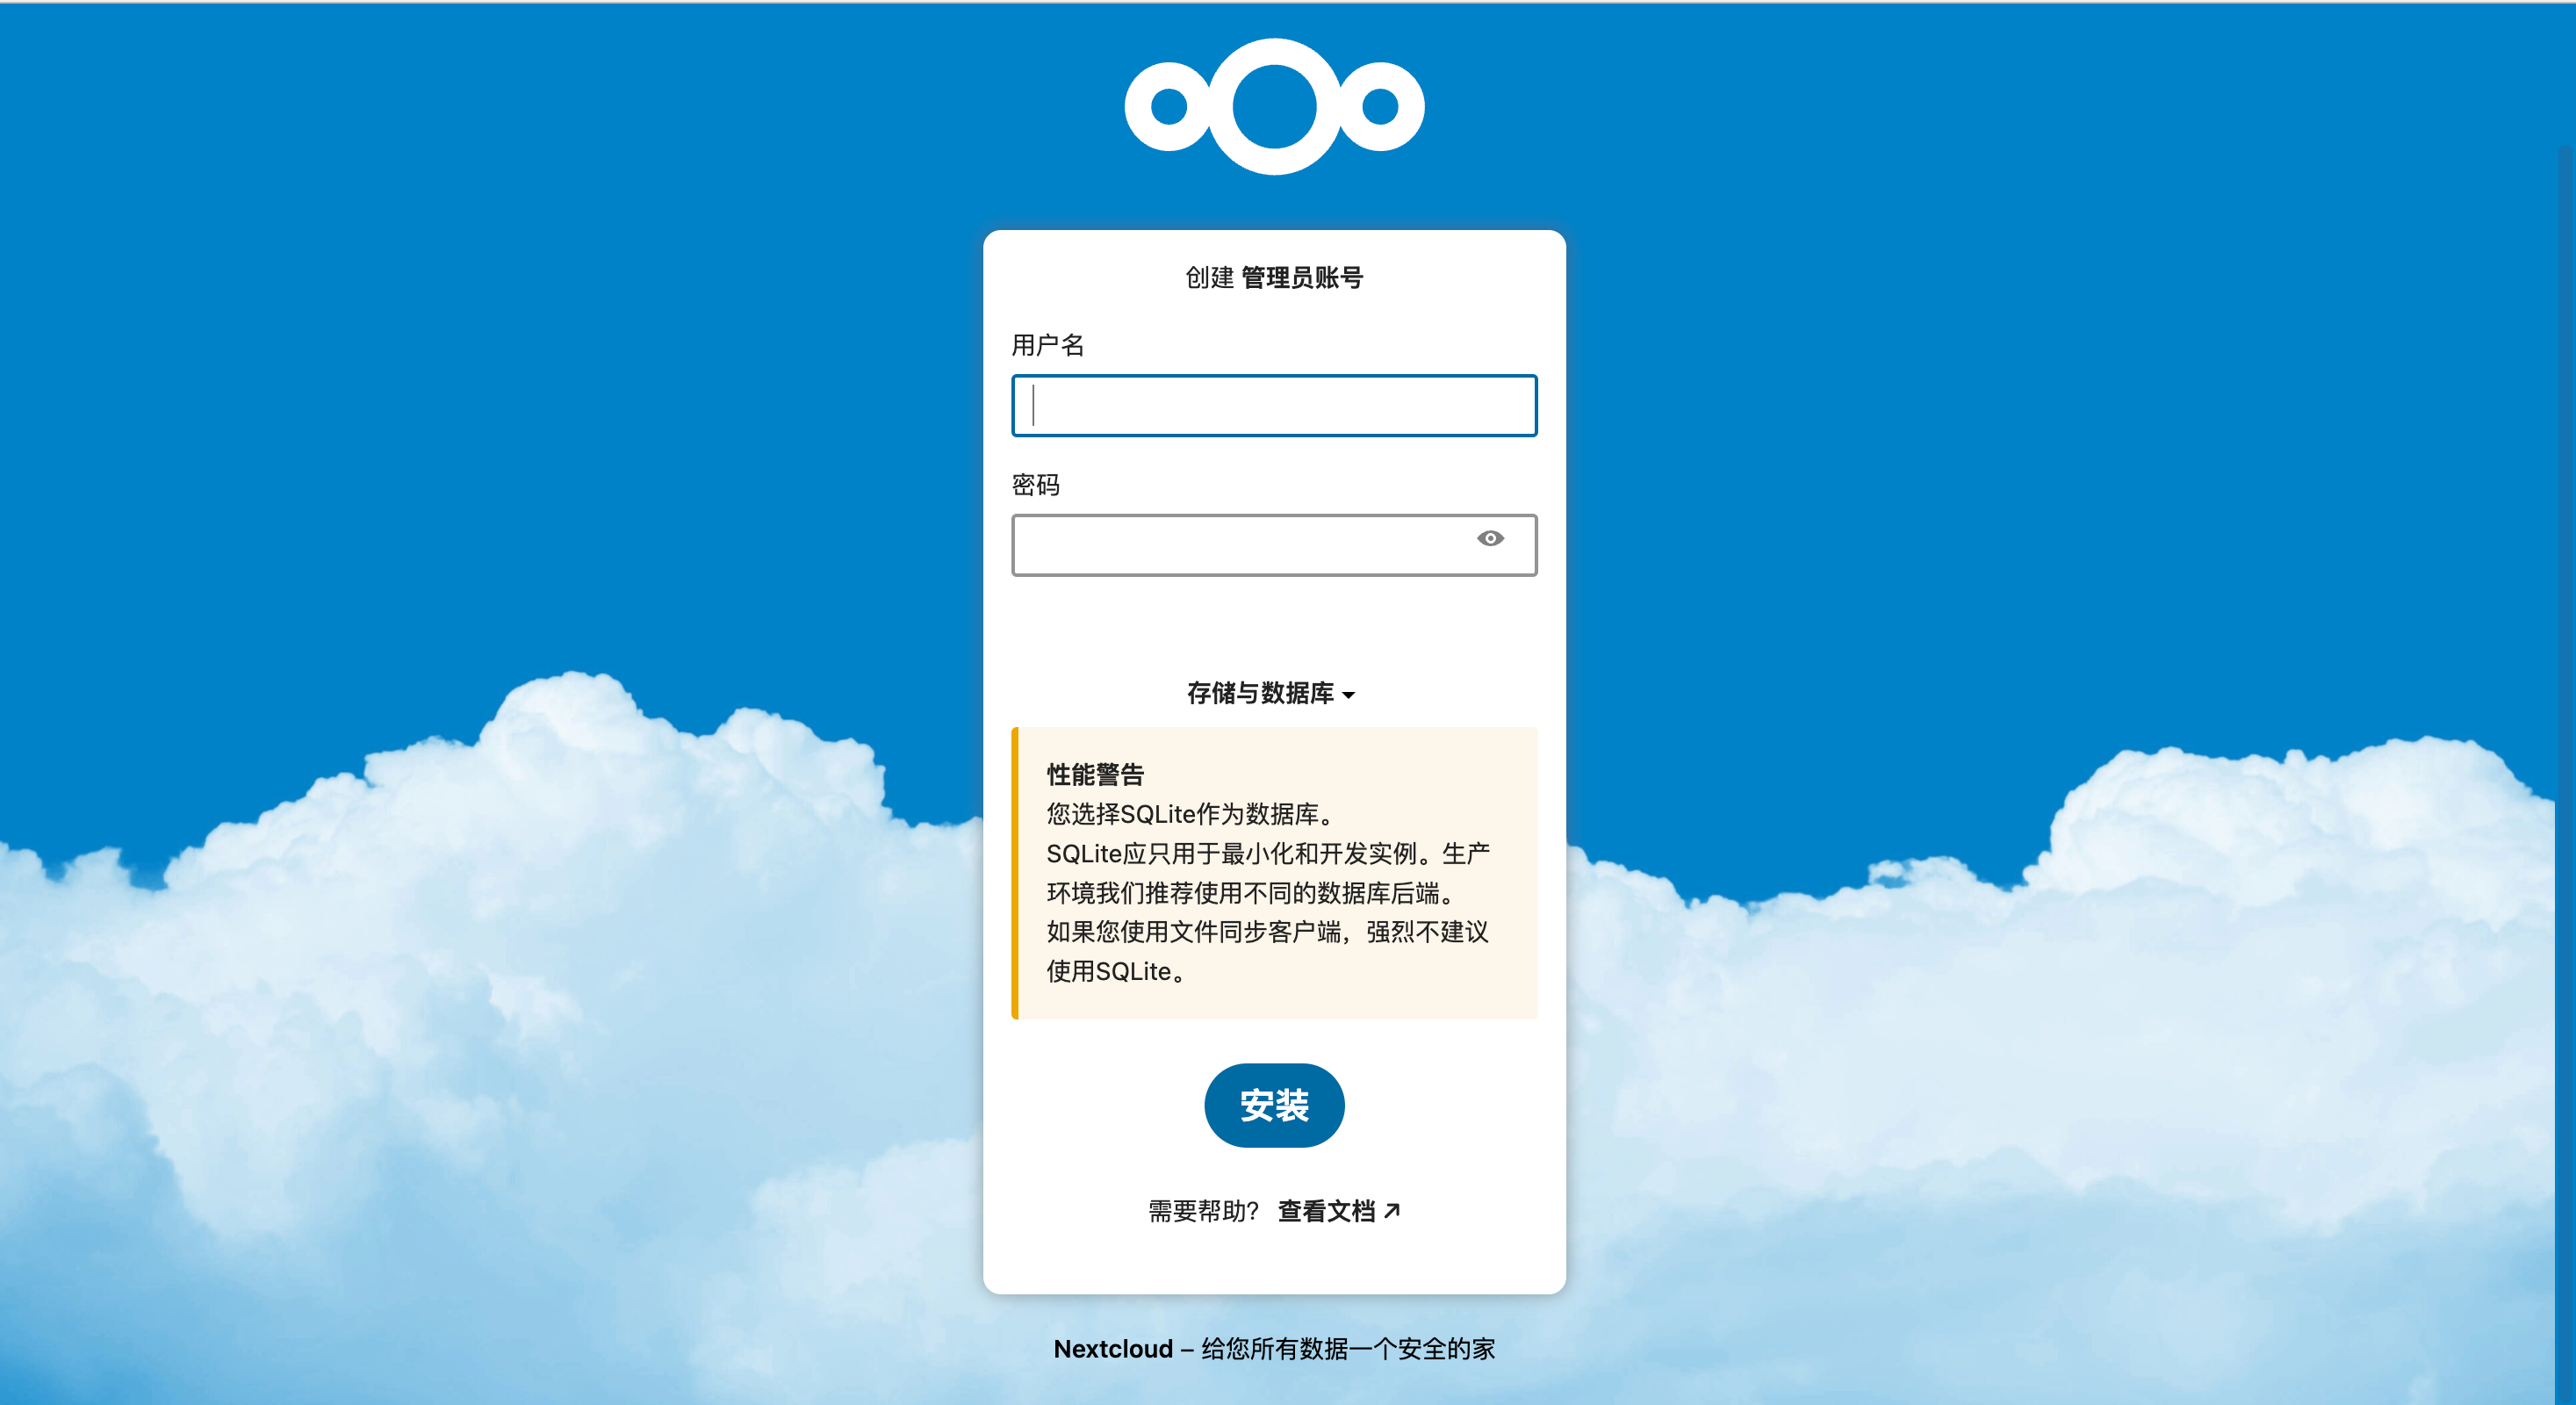 创建 管理员账号
用户名
密码
存储与数据库
性能警告
您选择SQLite作为数据库。
SQLite应只用于最小化和开发实例。生产
环境我们推荐使用不同的数据库后端。
如果您使用文件同步客户端，强烈不建议
使用SQLite。
安装
需要帮助? 查看文档 ↗
Nextcloud – 给您所有数据一个安全的家